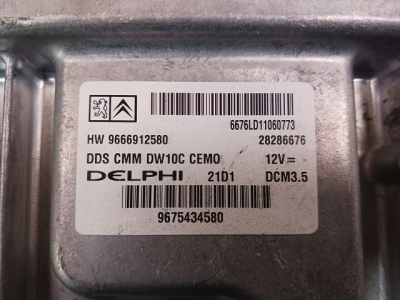 6676LD11060773
HW 9666912580 28286676
DDS CMM DW10C CEMO 12V=
DELPHI 21D1 DCM3.5
9675434580